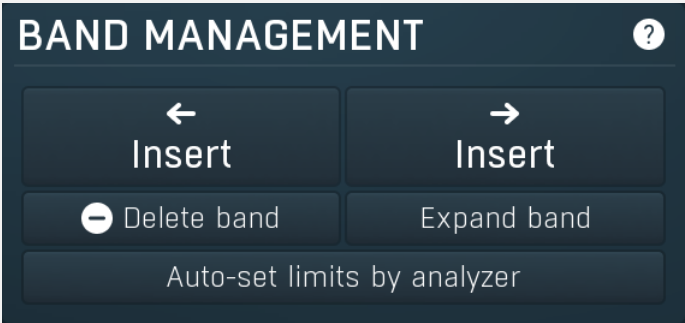 BAND MANAGEMENT ?
← →
Insert Insert
Delete band Expand band
Auto-set limits by analyzer